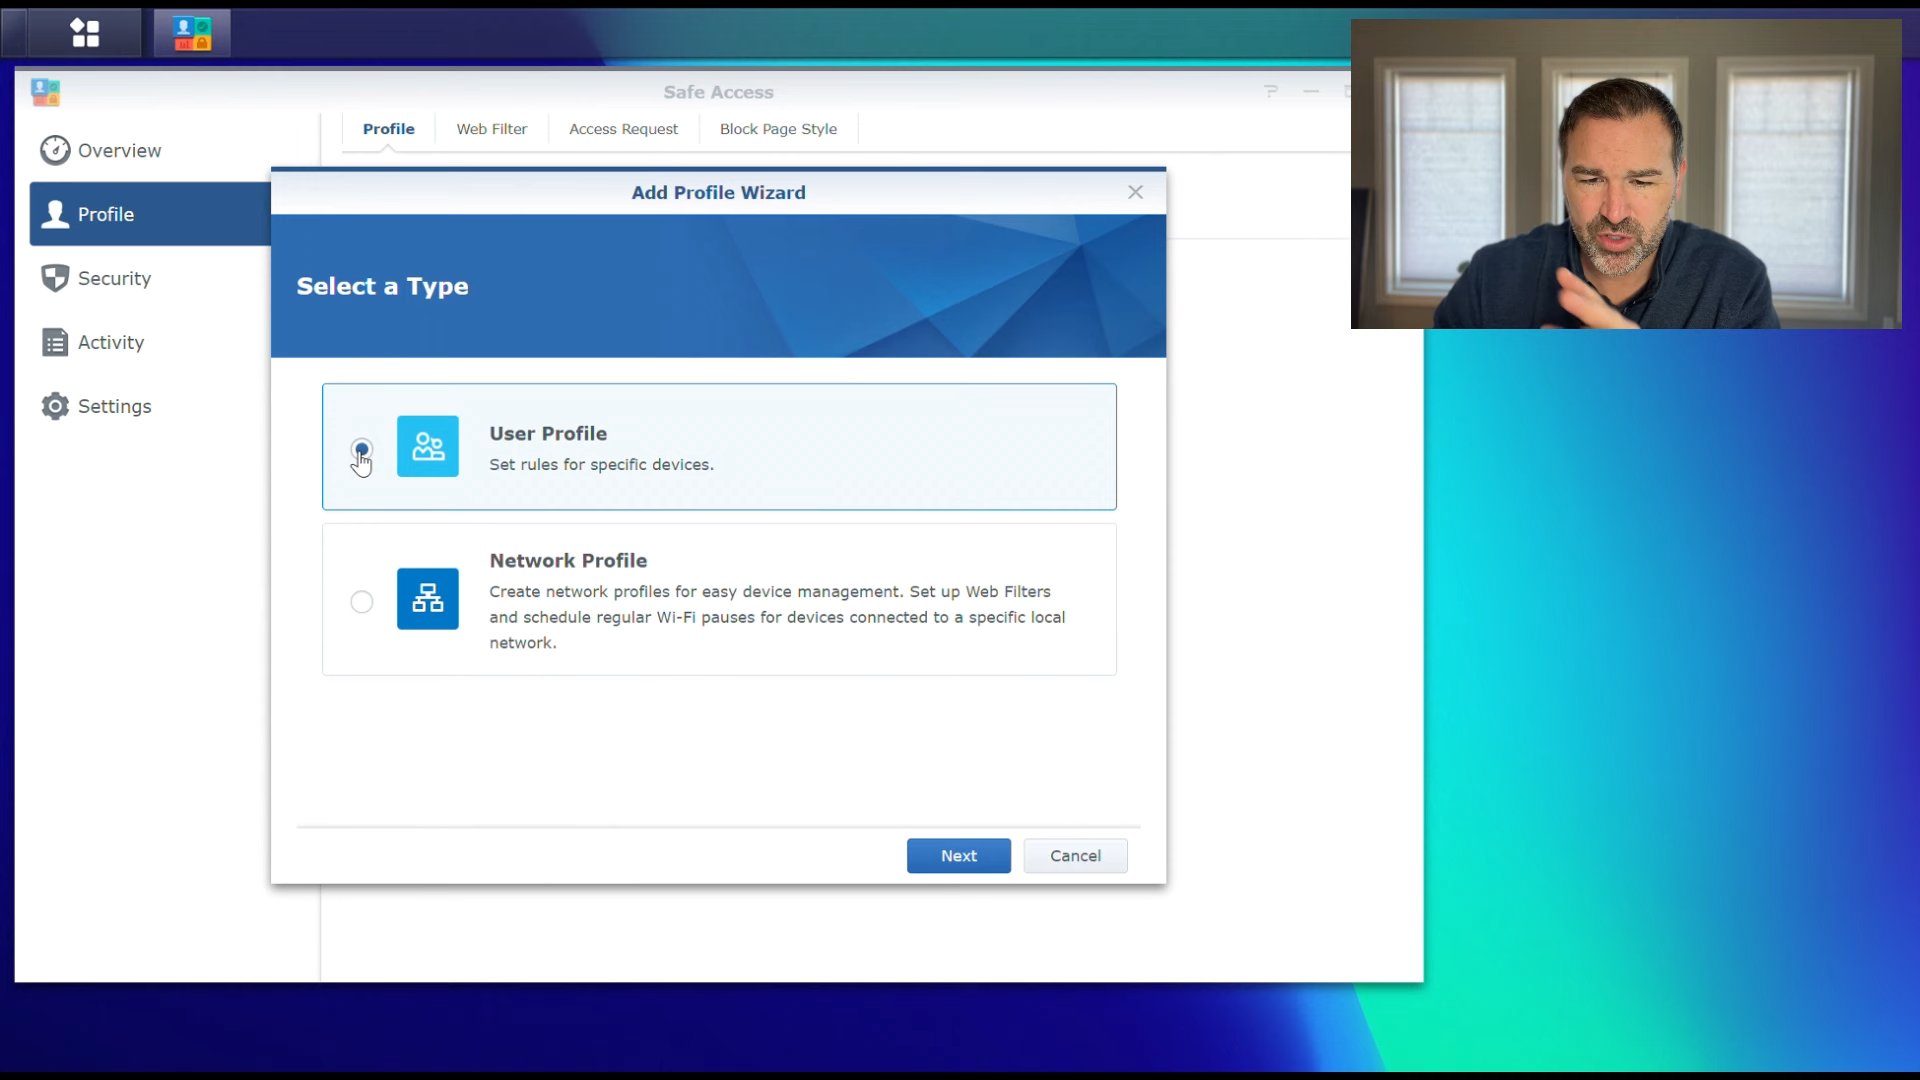 Safe Access
Overview
Profile
Security
Activity
Settings
Profile
Web Filter
Access Request
Block Page Style
Add Profile Wizard
Select a Type
User Profile
Set rules for specific devices.
Network Profile
Create network profiles for easy device management. Set up Web Filters
and schedule regular Wi-Fi pauses for devices connected to a specific local
network.
Next
Cancel